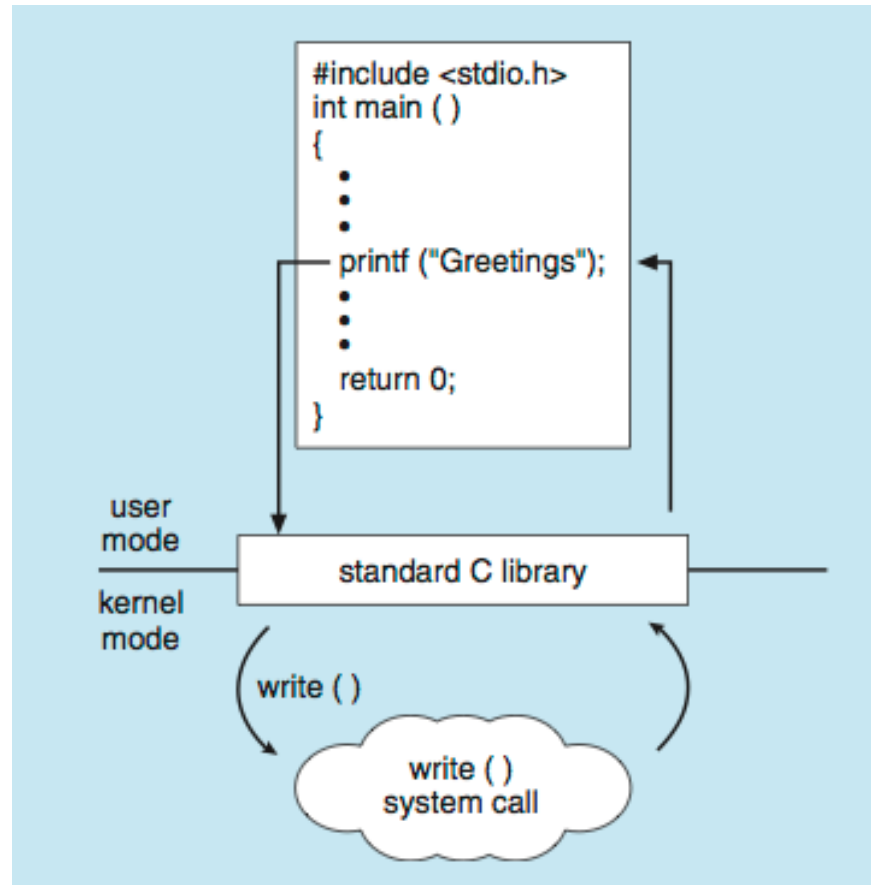 #include <stdio.h>
int main ( )
{
•
•
•
printf ("Greetings");
•
•
•
return 0;
}
user
mode
standard C library
kernel
mode
write ( )
write ( )
system call